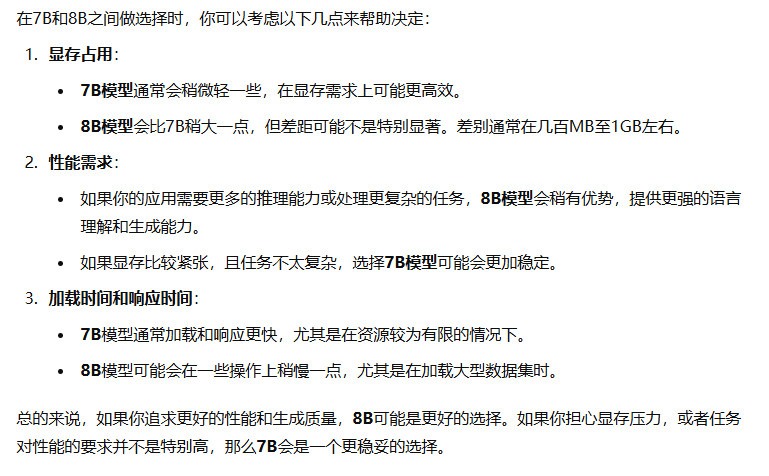 在7B和8B之间做选择时，你可以考虑以下几点来帮助决定：
1. 显存占用：
• 7B模型通常会稍微轻一些，在显存需求上可能更高效。
• 8B模型会比7B稍大一点，但差距可能不是特别显著。差别通常在几百MB至1GB左右。
2. 性能需求：
• 如果你的应用需要更多的推理能力或处理更复杂的任务，8B模型会稍有优势，提供更强的语言
理解和生成能力。
• 如果显存比较紧张，且任务不太复杂，选择7B模型可能会更加稳定。
3. 加载时间和响应时间：
• 7B模型通常加载和响应更快，尤其是在资源较为有限的情况下。
• 8B模型可能会在一些操作上稍慢一点，尤其是在加载大型数据集时。
总的来说，如果你追求更好的性能和生成质量，8B可能是更好的选择。如果你担心显存压力，或者任务
对性能的要求并不是特别高，那么7B会是一个更稳妥的选择。